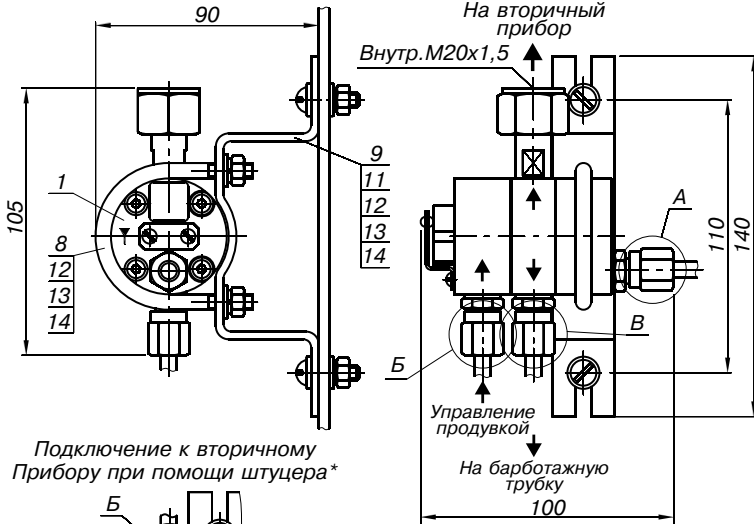 90
На вторичный
прибор
Внутр.М20х1,5
105
1
8
12
13
14
9
11
12
13
14
А
110
140
Б
В
Управление
продувкой
На барботажную
трубку
100
Подключение к вторичному
Прибору при помощи штуцера*
Б